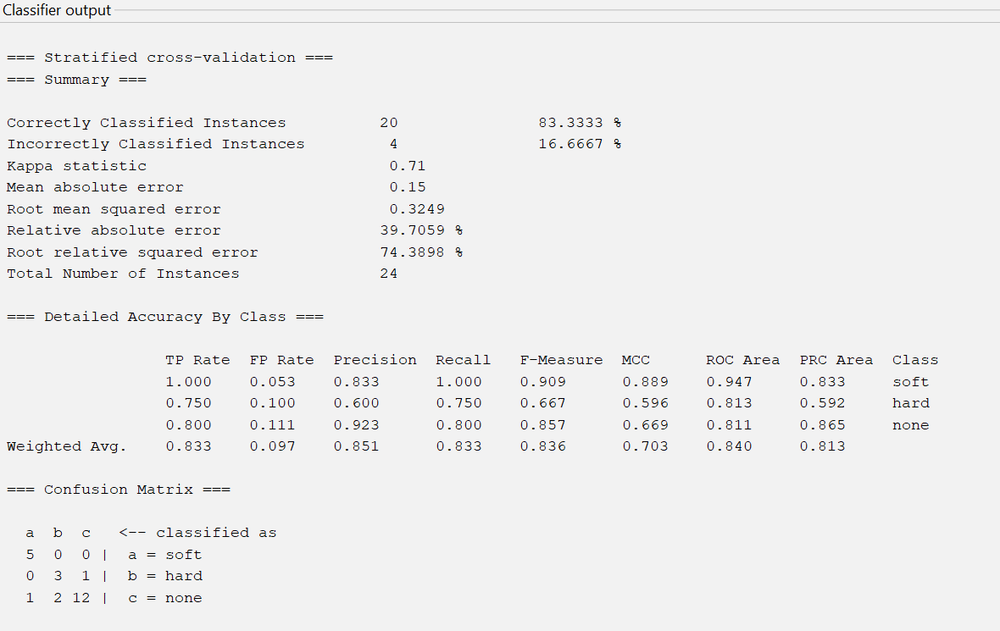 Classifier output
=== Stratified cross-validation ===
=== Summary ===
Correctly Classified Instances          20               83.3333 %
Incorrectly Classified Instances         4               16.6667 %
Kappa statistic                          0.71
Mean absolute error                      0.15
Root mean squared error                  0.3249
Relative absolute error                 39.7059 %
Root relative squared error             74.3898 %
Total Number of Instances               24
=== Detailed Accuracy By Class ===
                 TP Rate  FP Rate  Precision  Recall   F-Measure  MCC      ROC Area  PRC Area  Class
                 1.000    0.053    0.833      1.000    0.909      0.889    0.947     0.833     soft
                 0.750    0.100    0.600      0.750    0.667      0.596    0.813     0.592     hard
                 0.800    0.111    0.923      0.800    0.857      0.669    0.811     0.865     none
Weighted Avg.    0.833    0.097    0.851      0.833    0.836      0.703    0.840     0.813
=== Confusion Matrix ===
  a  b  c   <-- classified as
  5  0  0 |  a = soft
  0  3  1 |  b = hard
  1  2 12 |  c = none